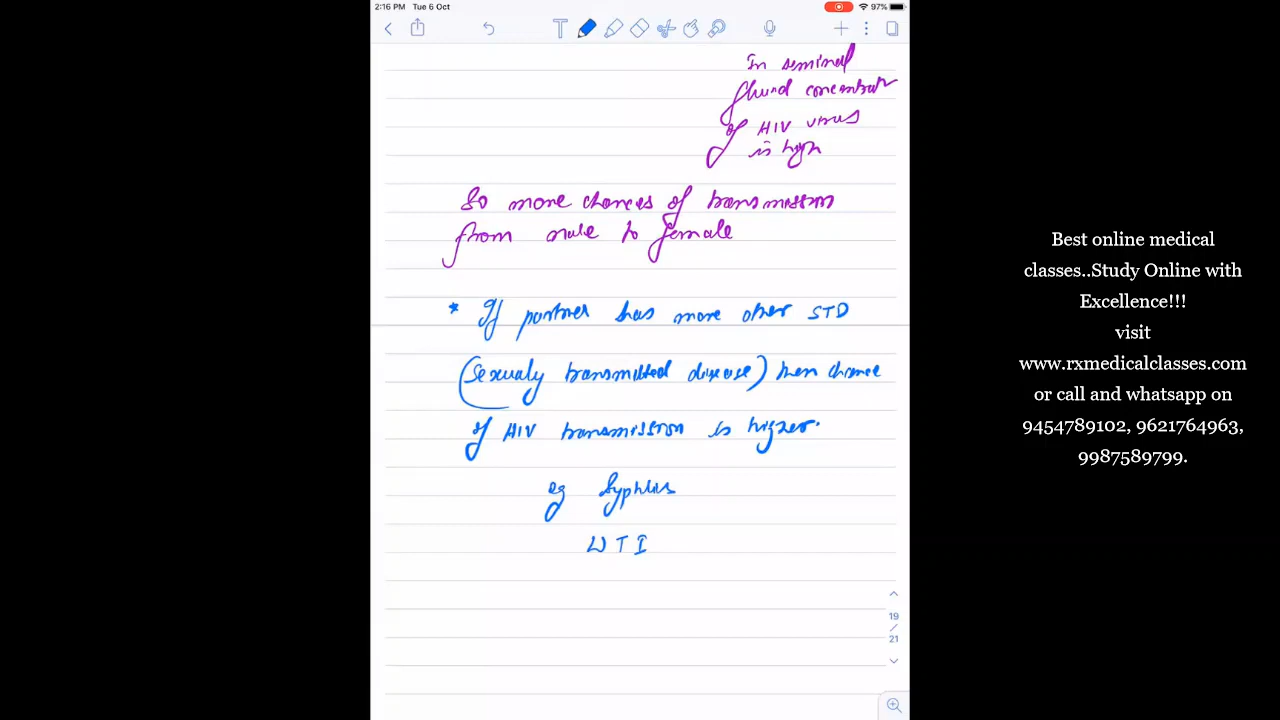 2:16 PM Tue 6 Oct
97%
T
In seminal
fluid concentratr
of HIV virus
is high
So more chances of transmission
from male to female
* If partner has more other STD
(sexualy transmitted disease) then chance
of HIV transmission is higher.
eg Syphilis
UTI
19
/
21
Best online medical
classes..Study Online with
Excellence!!!
visit
www.rxmedicalclasses.com
or call and whatsapp on
9454789102, 9621764963,
9987589799.